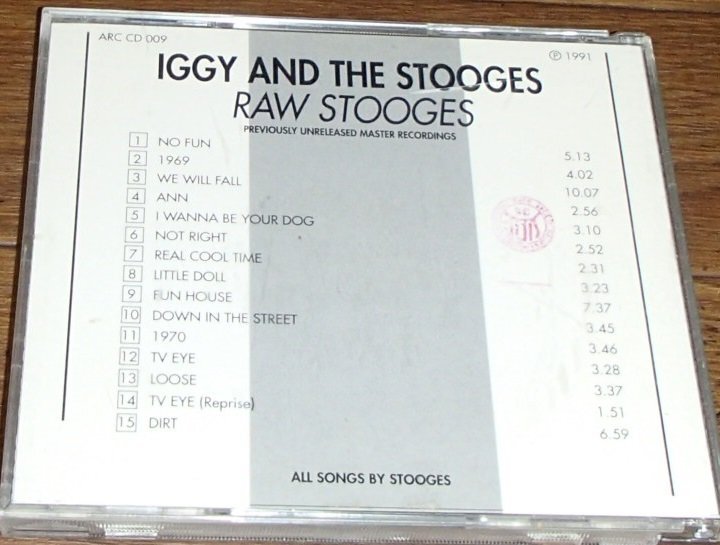 ARC CD 009
℗ 1991
IGGY AND THE STOOGES
RAW STOOGES
PREVIOUSLY UNRELEASED MASTER RECORDINGS
1 NO FUN 5.13
2 1969 4.02
3 WE WILL FALL 10.07
4 ANN 2.56
5 I WANNA BE YOUR DOG 3.10
6 NOT RIGHT 2.52
7 REAL COOL TIME 2.31
8 LITTLE DOLL 3.23
9 FUN HOUSE 7.37
10 DOWN IN THE STREET 3.45
11 1970 3.46
12 TV EYE 3.28
13 LOOSE 3.37
14 TV EYE (Reprise) 1.51
15 DIRT 6.59
ALL SONGS BY STOOGES